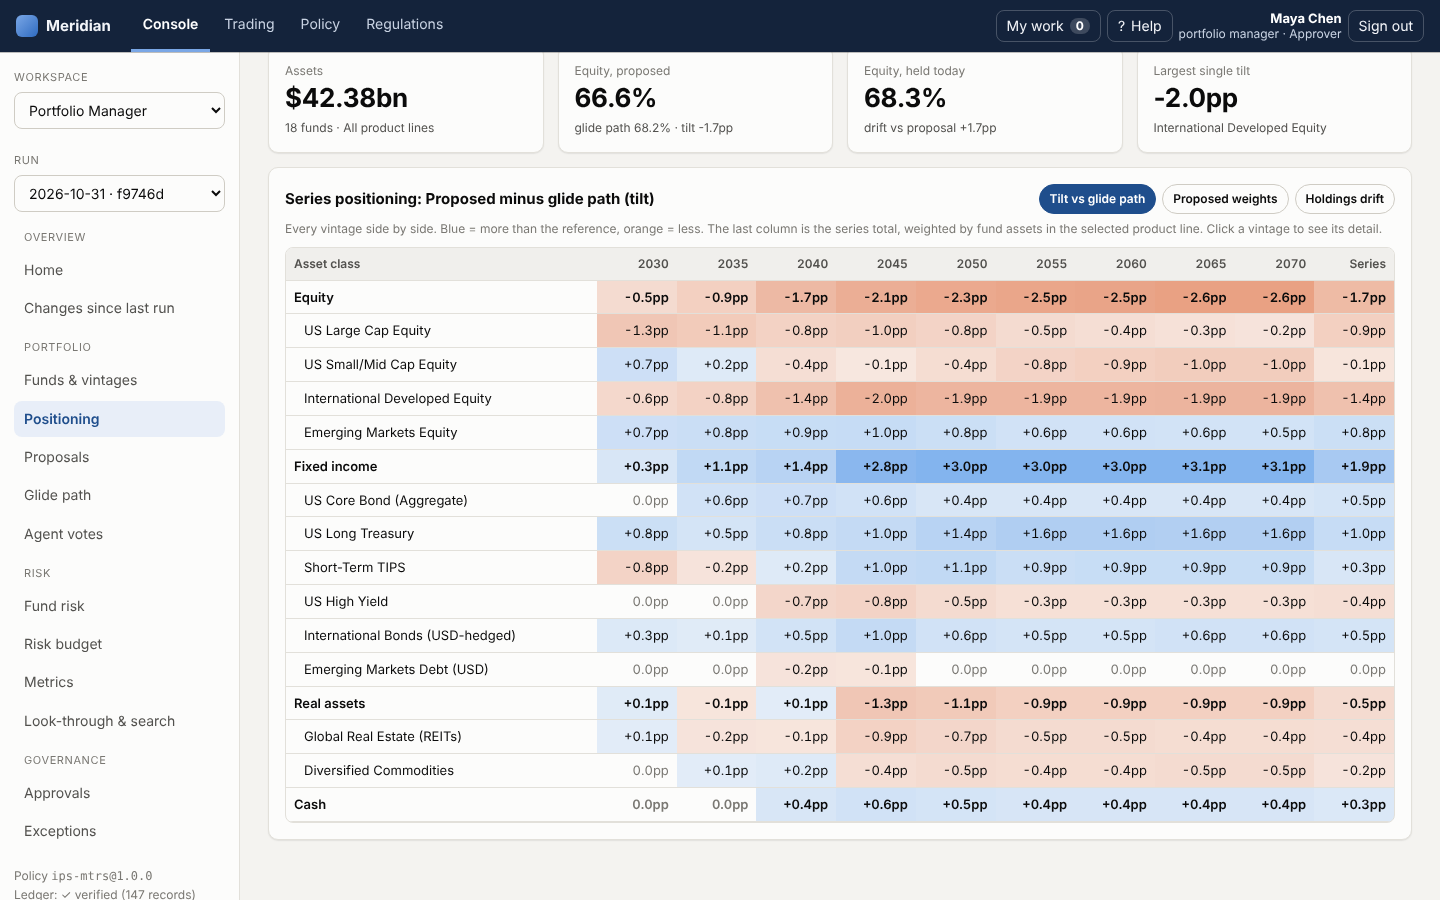 Meridian
Console
Trading
Policy
Regulations
My work 0
? Help
Maya Chen
portfolio manager · Approver
Sign out
WORKSPACE
Portfolio Manager
RUN
2026-10-31 · f9746d
OVERVIEW
Home
Changes since last run
PORTFOLIO
Funds & vintages
Positioning
Proposals
Glide path
Agent votes
RISK
Fund risk
Risk budget
Metrics
Look-through & search
GOVERNANCE
Approvals
Exceptions
Policy ips-mtrs@1.0.0
Ledger: ✓ verified (147 records)
Assets
$42.38bn
18 funds · All product lines
Equity, proposed
66.6%
glide path 68.2% · tilt -1.7pp
Equity, held today
68.3%
drift vs proposal +1.7pp
Largest single tilt
-2.0pp
International Developed Equity
Series positioning: Proposed minus glide path (tilt)
Tilt vs glide path
Proposed weights
Holdings drift
Every vintage side by side. Blue = more than the reference, orange = less. The last column is the series total, weighted by fund assets in the selected product line. Click a vintage to see its detail.
Asset class 2030 2035 2040 2045 2050 2055 2060 2065 2070 Series
Equity -0.5pp -0.9pp -1.7pp -2.1pp -2.3pp -2.5pp -2.5pp -2.6pp -2.6pp -1.7pp
US Large Cap Equity -1.3pp -1.1pp -0.8pp -1.0pp -0.8pp -0.5pp -0.4pp -0.3pp -0.2pp -0.9pp
US Small/Mid Cap Equity +0.7pp +0.2pp -0.4pp -0.1pp -0.4pp -0.8pp -0.9pp -1.0pp -1.0pp -0.1pp
International Developed Equity -0.6pp -0.8pp -1.4pp -2.0pp -1.9pp -1.9pp -1.9pp -1.9pp -1.9pp -1.4pp
Emerging Markets Equity +0.7pp +0.8pp +0.9pp +1.0pp +0.8pp +0.6pp +0.6pp +0.6pp +0.5pp +0.8pp
Fixed income +0.3pp +1.1pp +1.4pp +2.8pp +3.0pp +3.0pp +3.0pp +3.1pp +3.1pp +1.9pp
US Core Bond (Aggregate) 0.0pp +0.6pp +0.7pp +0.6pp +0.4pp +0.4pp +0.4pp +0.4pp +0.4pp +0.5pp
US Long Treasury +0.8pp +0.5pp +0.8pp +1.0pp +1.4pp +1.6pp +1.6pp +1.6pp +1.6pp +1.0pp
Short-Term TIPS -0.8pp -0.2pp +0.2pp +1.0pp +1.1pp +0.9pp +0.9pp +0.9pp +0.9pp +0.3pp
US High Yield 0.0pp 0.0pp -0.7pp -0.8pp -0.5pp -0.3pp -0.3pp -0.3pp -0.3pp -0.4pp
International Bonds (USD-hedged) +0.3pp +0.1pp +0.5pp +1.0pp +0.6pp +0.5pp +0.5pp +0.6pp +0.6pp +0.5pp
Emerging Markets Debt (USD) 0.0pp 0.0pp -0.2pp -0.1pp 0.0pp 0.0pp 0.0pp 0.0pp 0.0pp 0.0pp
Real assets +0.1pp -0.1pp +0.1pp -1.3pp -1.1pp -0.9pp -0.9pp -0.9pp -0.9pp -0.5pp
Global Real Estate (REITs) +0.1pp -0.2pp -0.1pp -0.9pp -0.7pp -0.5pp -0.5pp -0.4pp -0.4pp -0.4pp
Diversified Commodities 0.0pp +0.1pp +0.2pp -0.4pp -0.5pp -0.4pp -0.4pp -0.5pp -0.5pp -0.2pp
Cash 0.0pp 0.0pp +0.4pp +0.6pp +0.5pp +0.4pp +0.4pp +0.4pp +0.4pp +0.3pp